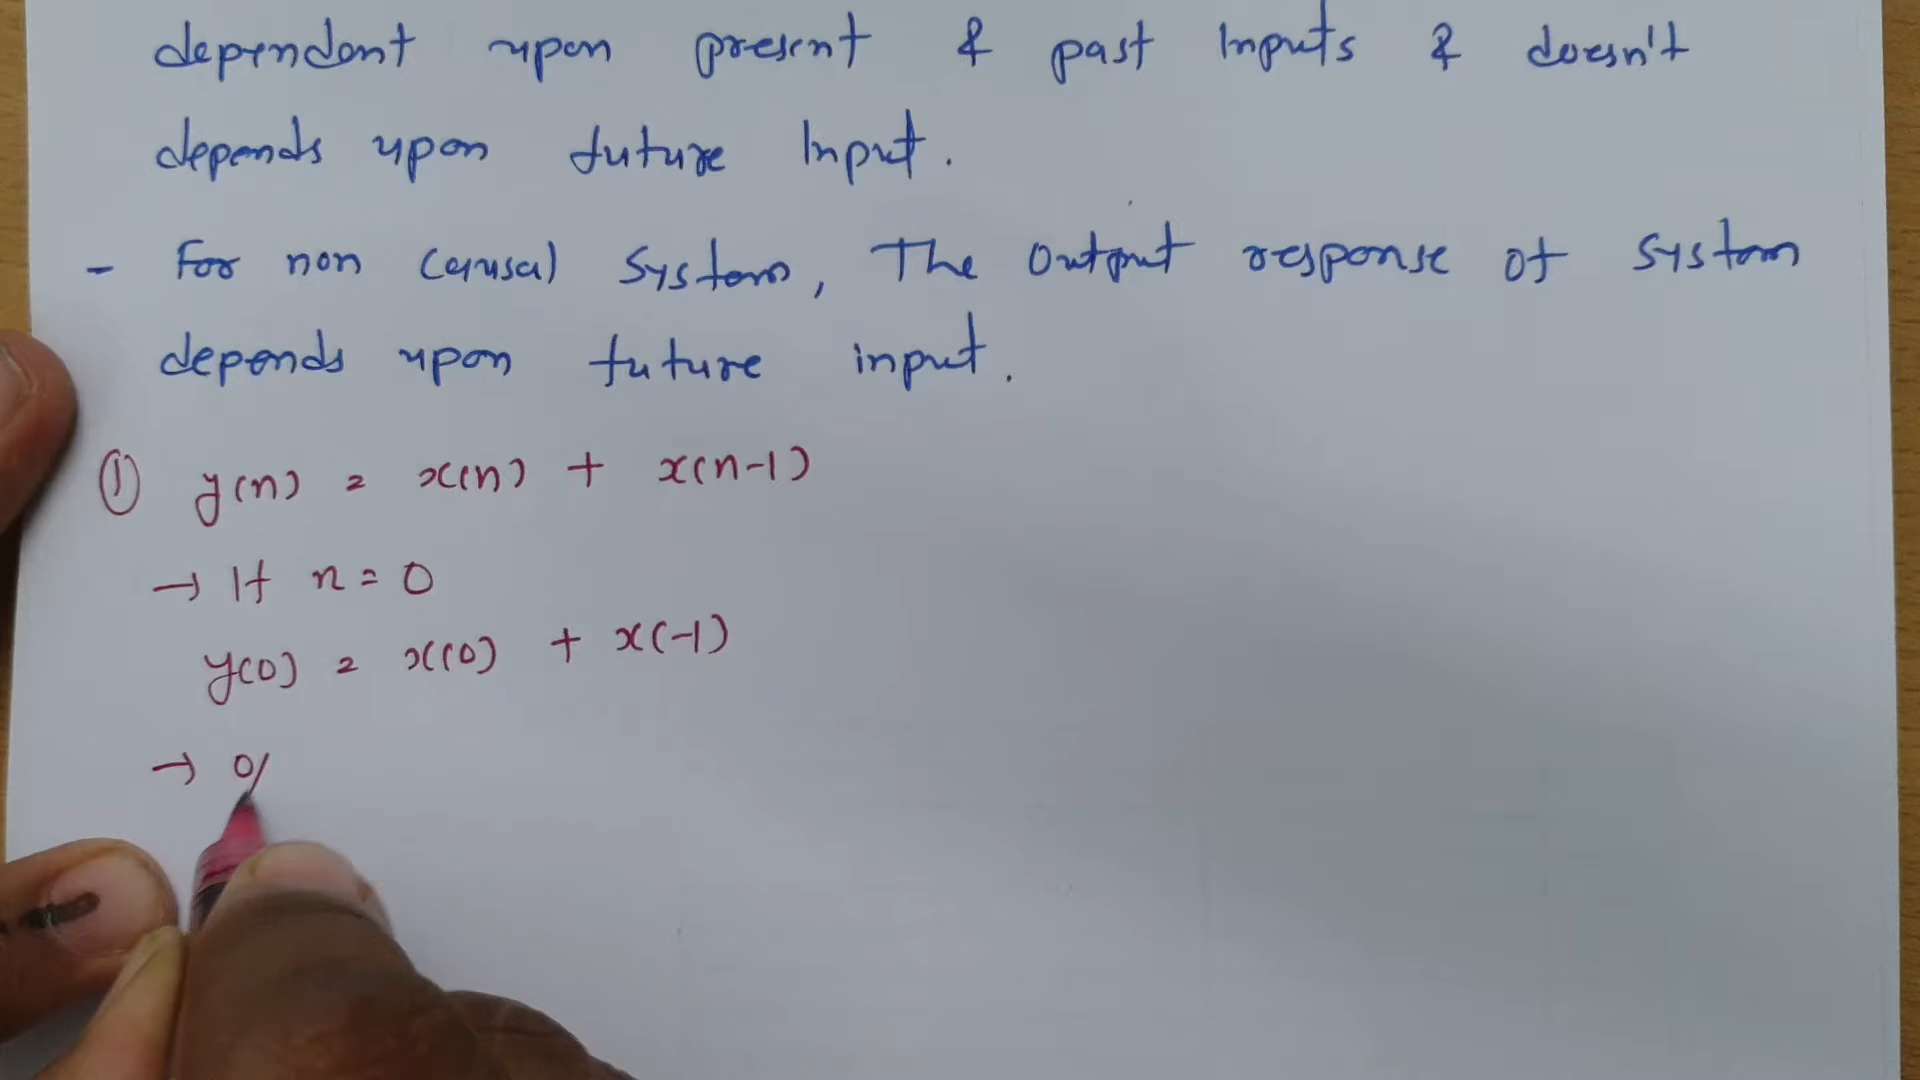 dependent upon present & past Inputs & doesn't
depends upon future Input.
- For non causal system, The output response of system
depends upon future input.
① y(n) = x(n) + x(n-1)
→ If n = 0
y(0) = x(0) + x(-1)
→ O/